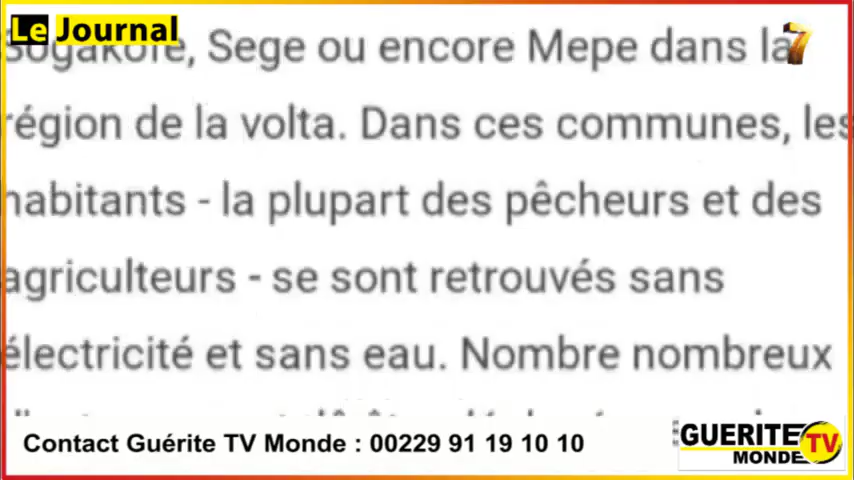 Le Journal
7
Sogakofe, Sege ou encore Mepe dans la
région de la volta. Dans ces communes, les
habitants - la plupart des pêcheurs et des
agriculteurs - se sont retrouvés sans
électricité et sans eau. Nombre nombreux
Contact Guérite TV Monde : 00229 91 19 10 10
GUERITE TV
MONDE